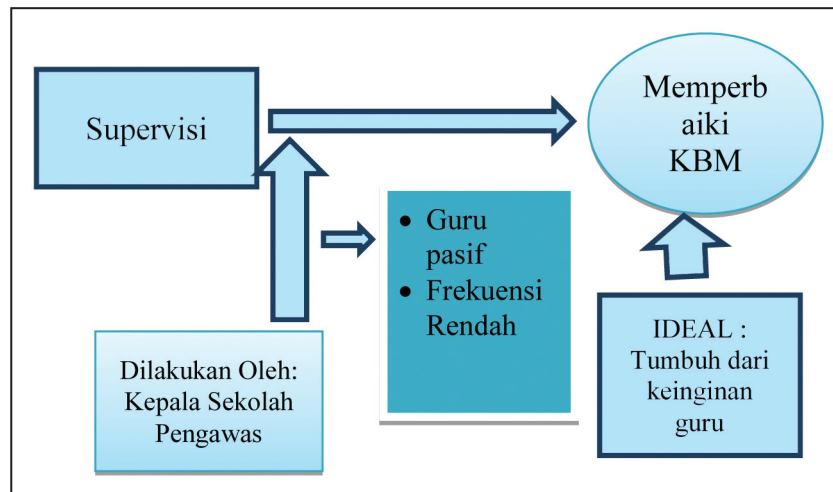 Supervisi
Memperb
aiki
KBM
• Guru
pasif
• Frekuensi
Rendah
Dilakukan Oleh:
Kepala Sekolah
Pengawas
IDEAL :
Tumbuh dari
keinginan
guru